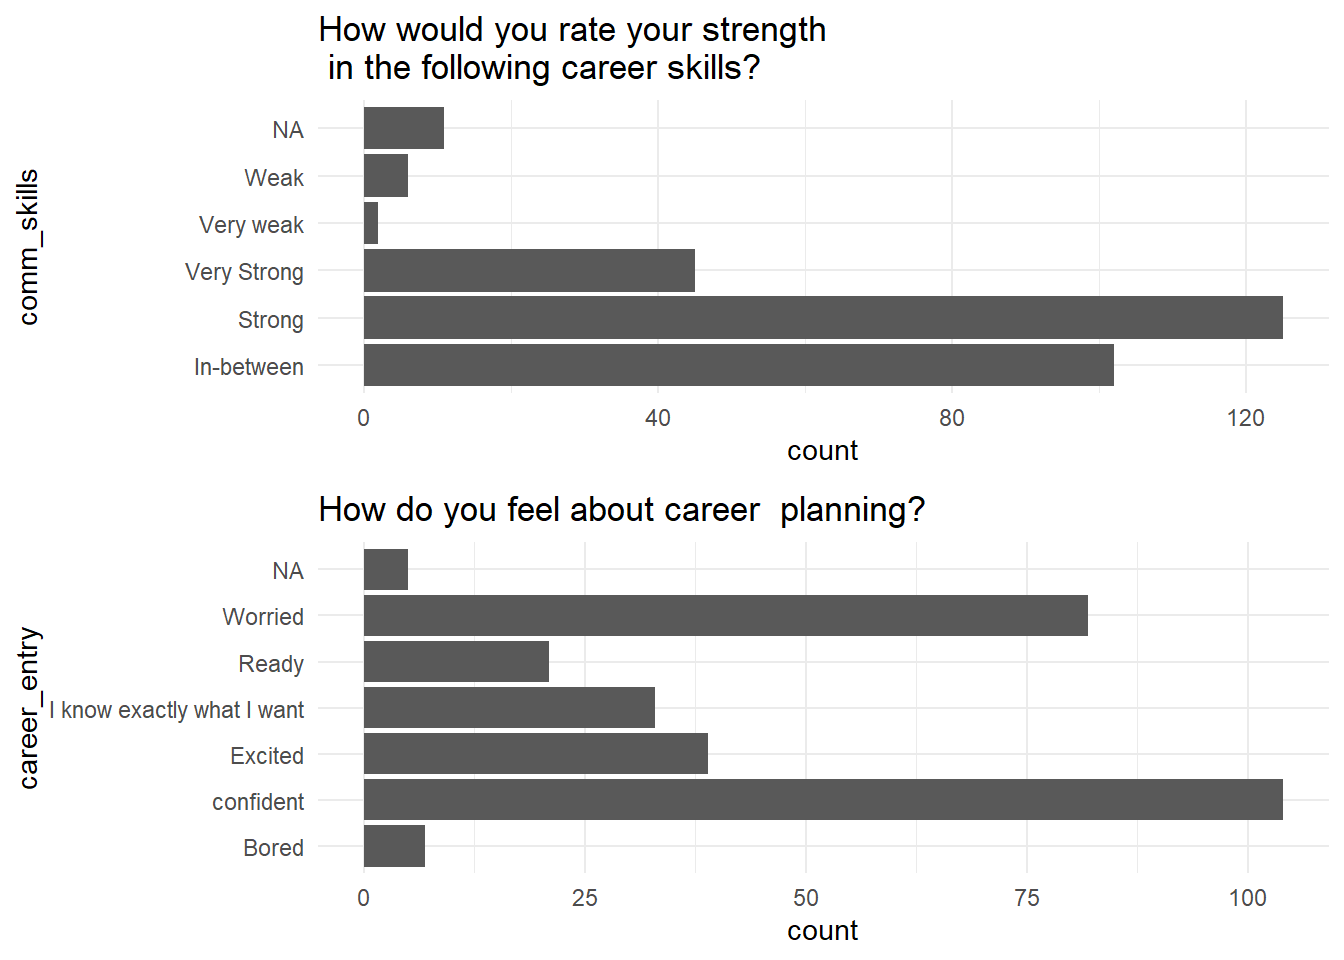 How would you rate your strength
in the following career skills?
comm_skills
NA
Weak
Very weak
Very Strong
Strong
In-between
0 40 80 120
count
How do you feel about career  planning?
career_entry
NA
Worried
Ready
I know exactly what I want
Excited
confident
Bored
0 25 50 75 100
count